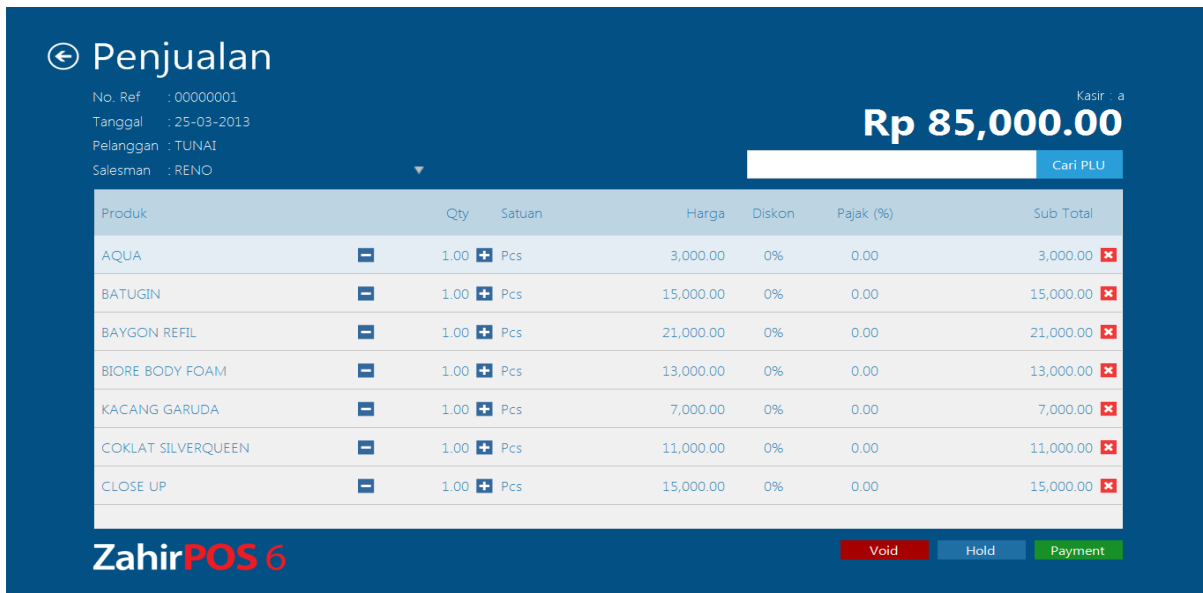 Penjualan
No. Ref : 00000001
Kasir : a
Tanggal : 25-03-2013
Rp 85,000.00
Pelanggan : TUNAI
Salesman : RENO
Cari PLU
Produk Qty Satuan Harga Diskon Pajak (%) Sub Total
AQUA 1.00 Pcs 3,000.00 0% 0.00 3,000.00
BATUGIN 1.00 Pcs 15,000.00 0% 0.00 15,000.00
BAYGON REFIL 1.00 Pcs 21,000.00 0% 0.00 21,000.00
BIORE BODY FOAM 1.00 Pcs 13,000.00 0% 0.00 13,000.00
KACANG GARUDA 1.00 Pcs 7,000.00 0% 0.00 7,000.00
COKLAT SILVERQUEEN 1.00 Pcs 11,000.00 0% 0.00 11,000.00
CLOSE UP 1.00 Pcs 15,000.00 0% 0.00 15,000.00
ZahirPOS 6
Void Hold Payment